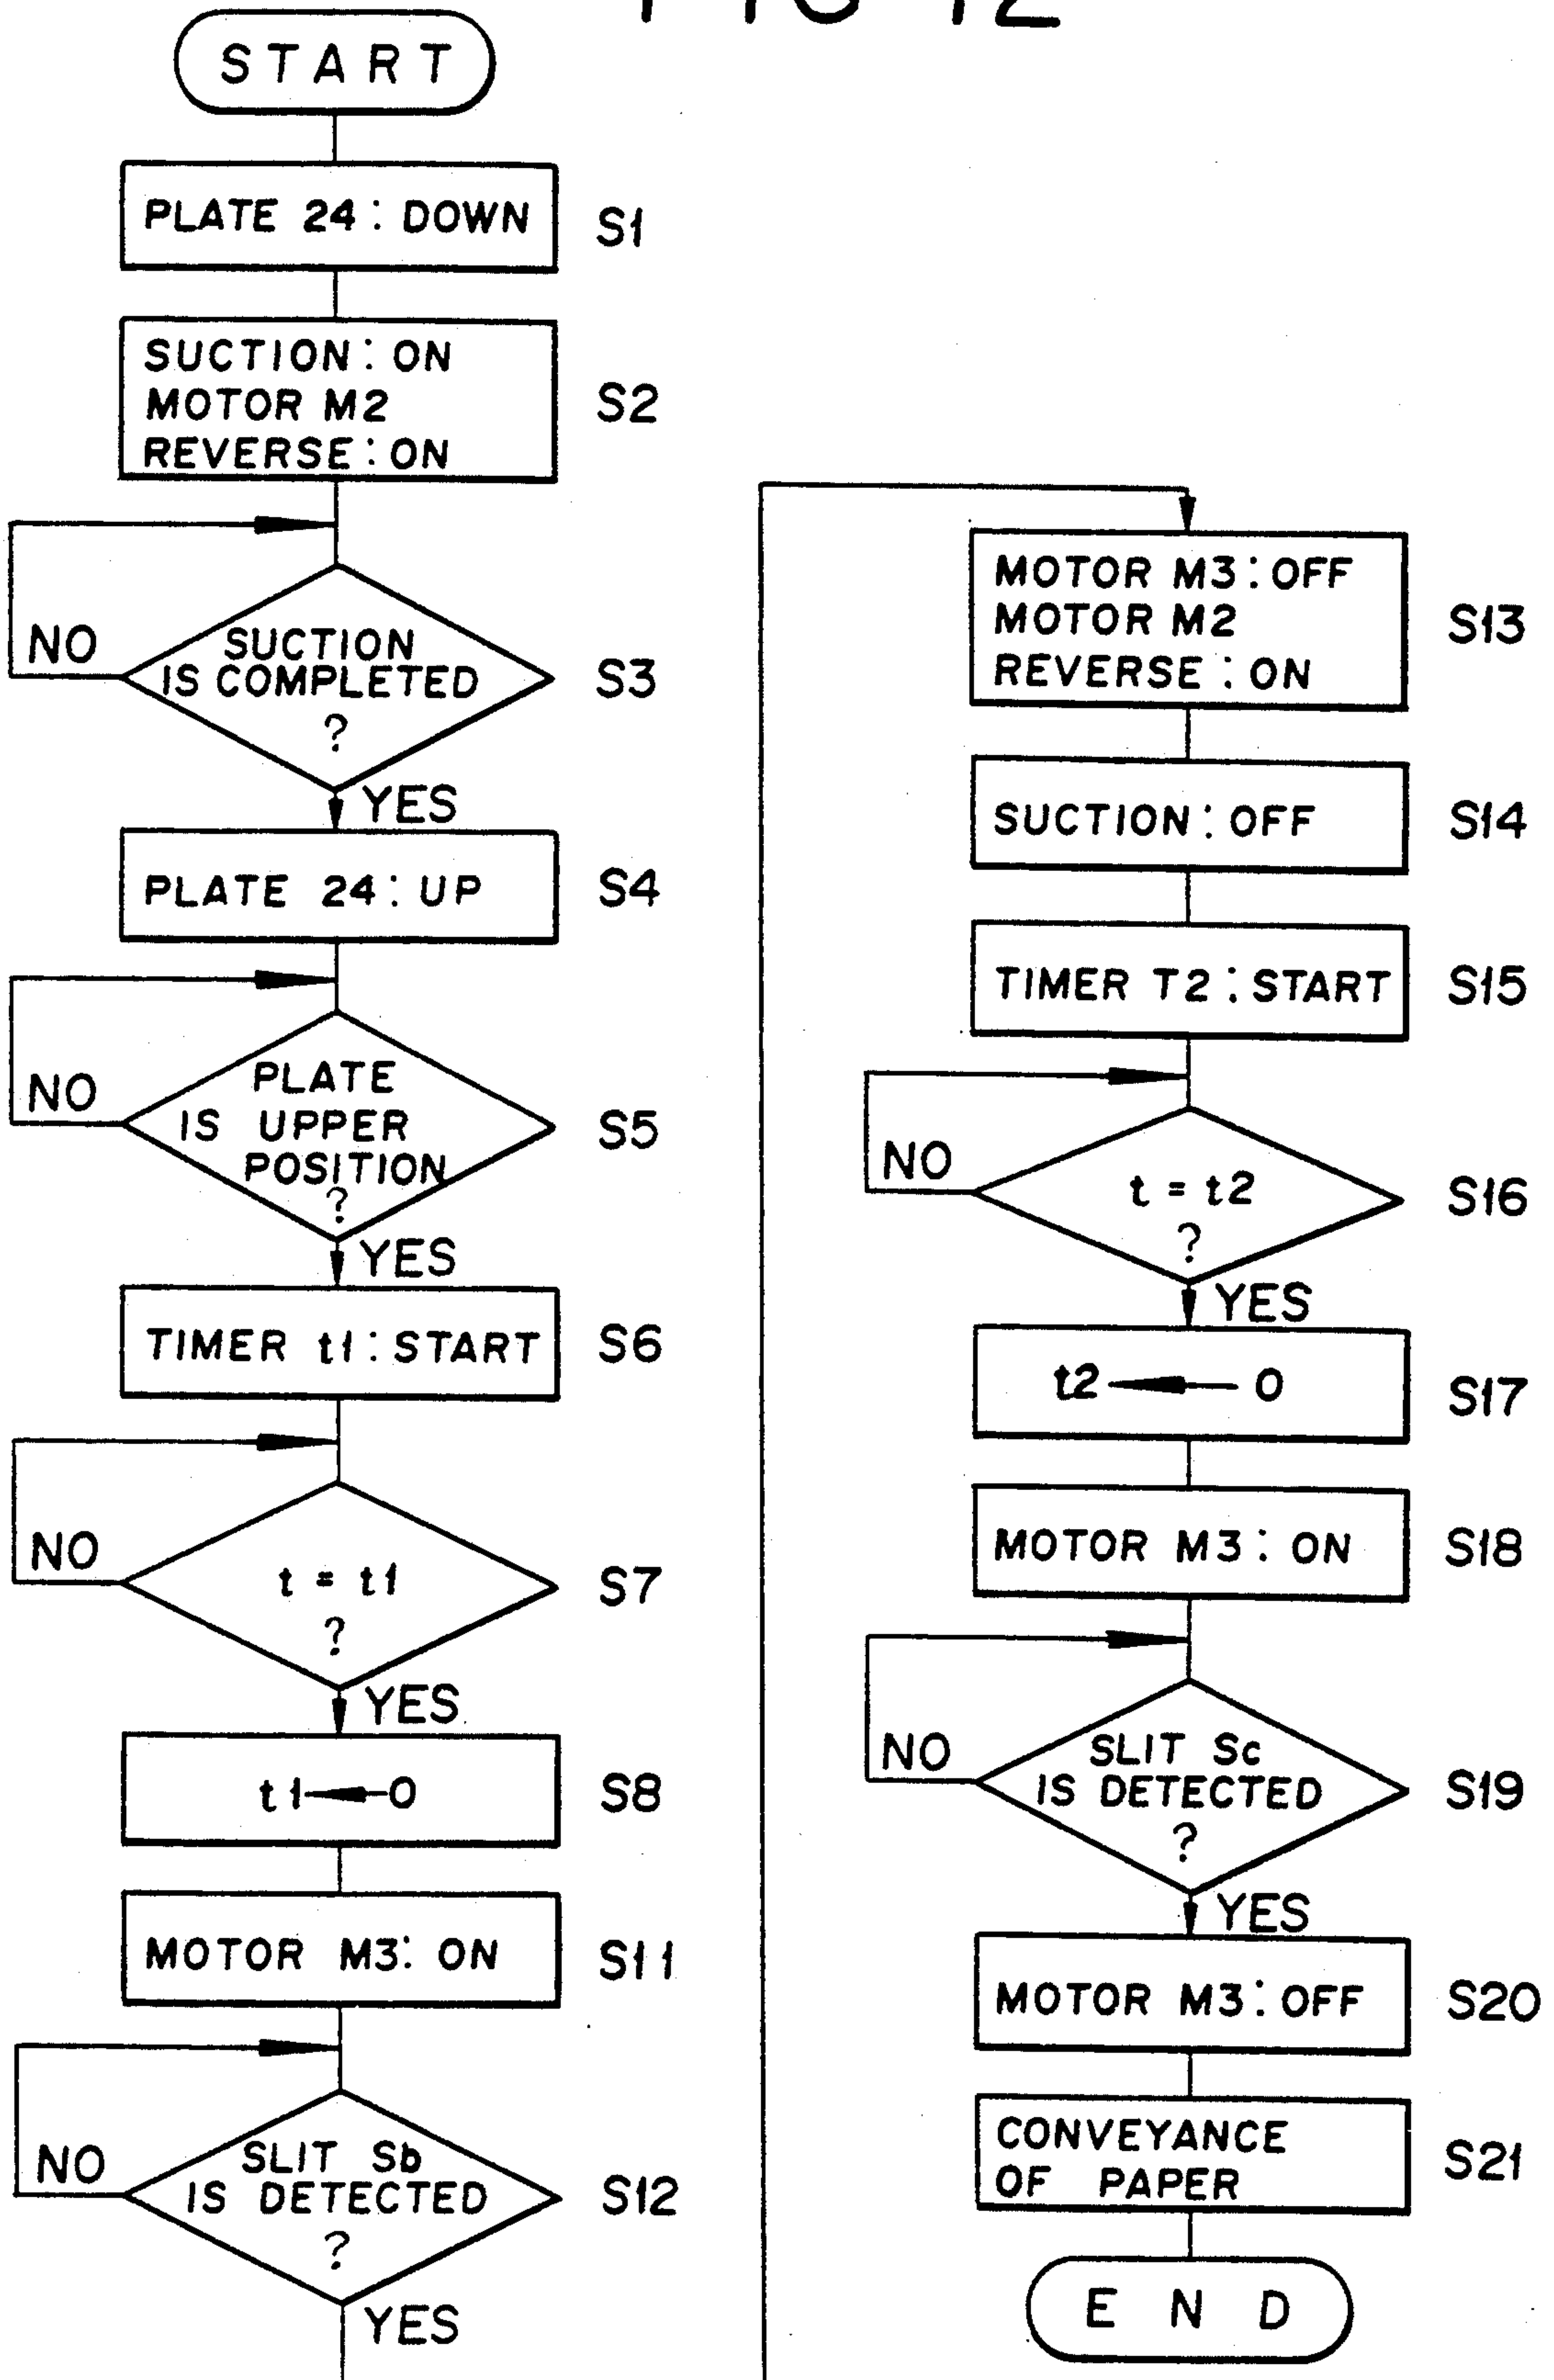 FIG 12
START
PLATE 24 : DOWN
S1
SUCTION : ON
MOTOR M2
REVERSE : ON
S2
NO
SUCTION
IS COMPLETED
?
S3
YES
PLATE 24 : UP
S4
NO
PLATE
IS UPPER
POSITION
?
S5
YES
TIMER t1 : START
S6
NO
t = t1
?
S7
YES
t1 ← 0
S8
MOTOR M3 : ON
S11
NO
SLIT Sb
IS DETECTED
?
S12
YES
MOTOR M3 : OFF
MOTOR M2
REVERSE : ON
S13
SUCTION : OFF
S14
TIMER T2 : START
S15
NO
t = t2
?
S16
YES
t2 ← 0
S17
MOTOR M3 : ON
S18
NO
SLIT Sc
IS DETECTED
?
S19
YES
MOTOR M3 : OFF
S20
CONVEYANCE
OF PAPER
S21
END